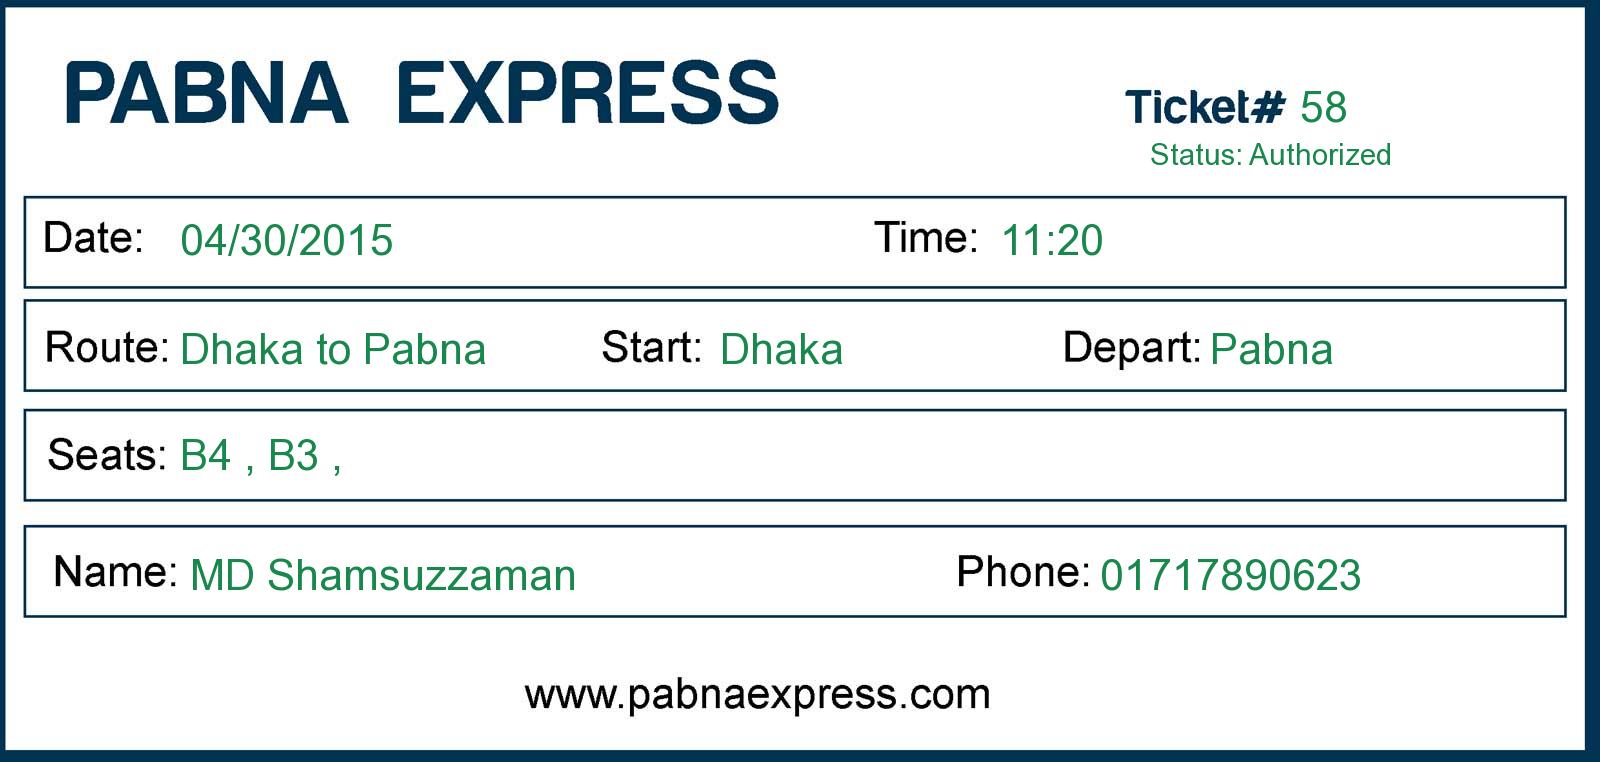 PABNA EXPRESS
Ticket# 58
Status: Authorized
Date: 04/30/2015 Time: 11:20
Route: Dhaka to Pabna Start: Dhaka Depart: Pabna
Seats: B4 , B3 ,
Name: MD Shamsuzzaman Phone: 01717890623
www.pabnaexpress.com